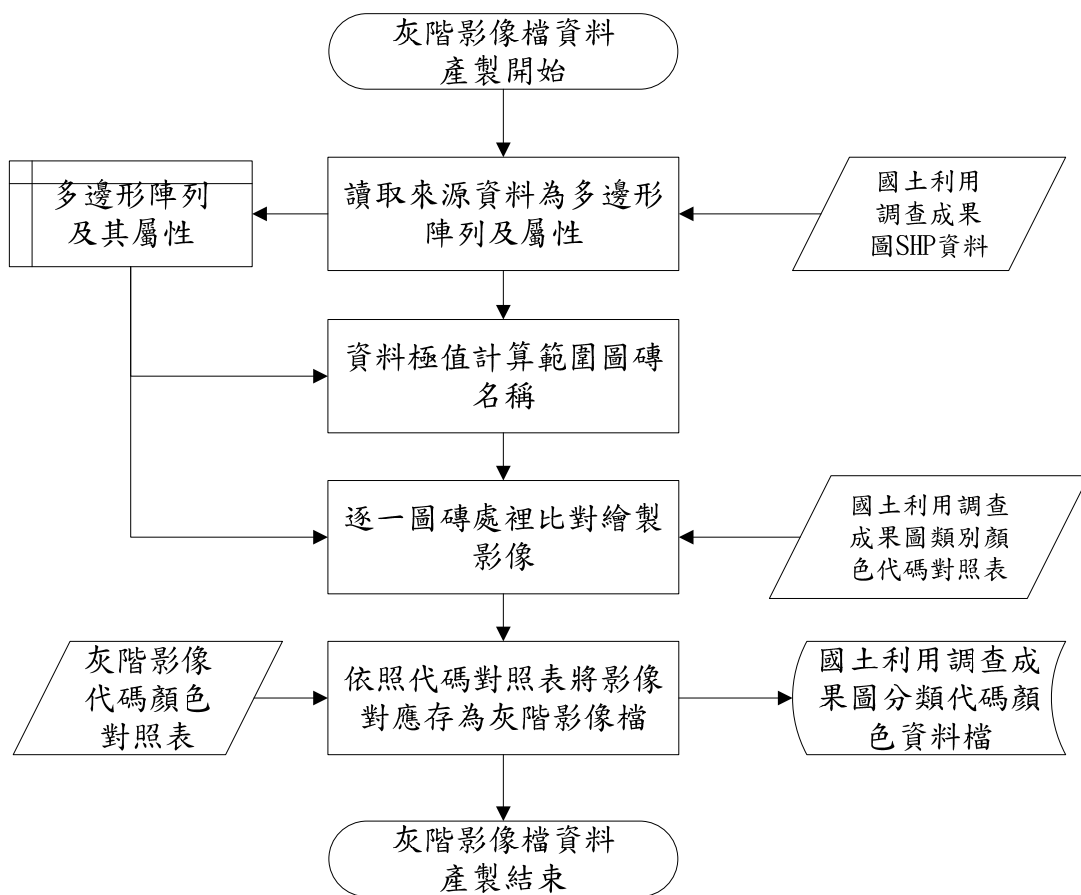 灰階影像檔資料
產製開始
多邊形陣列
及其屬性
讀取來源資料為多邊形
陣列及屬性
國土利用
調查成果
圖SHP資料
資料極值計算範圍圖磚
名稱
逐一圖磚處裡比對繪製
影像
國土利用調查
成果圖類別顏
色代碼對照表
灰階影像
代碼顏色
對照表
依照代碼對照表將影像
對應存為灰階影像檔
國土利用調查成
果圖分類代碼顏
色資料檔
灰階影像檔資料
產製結束